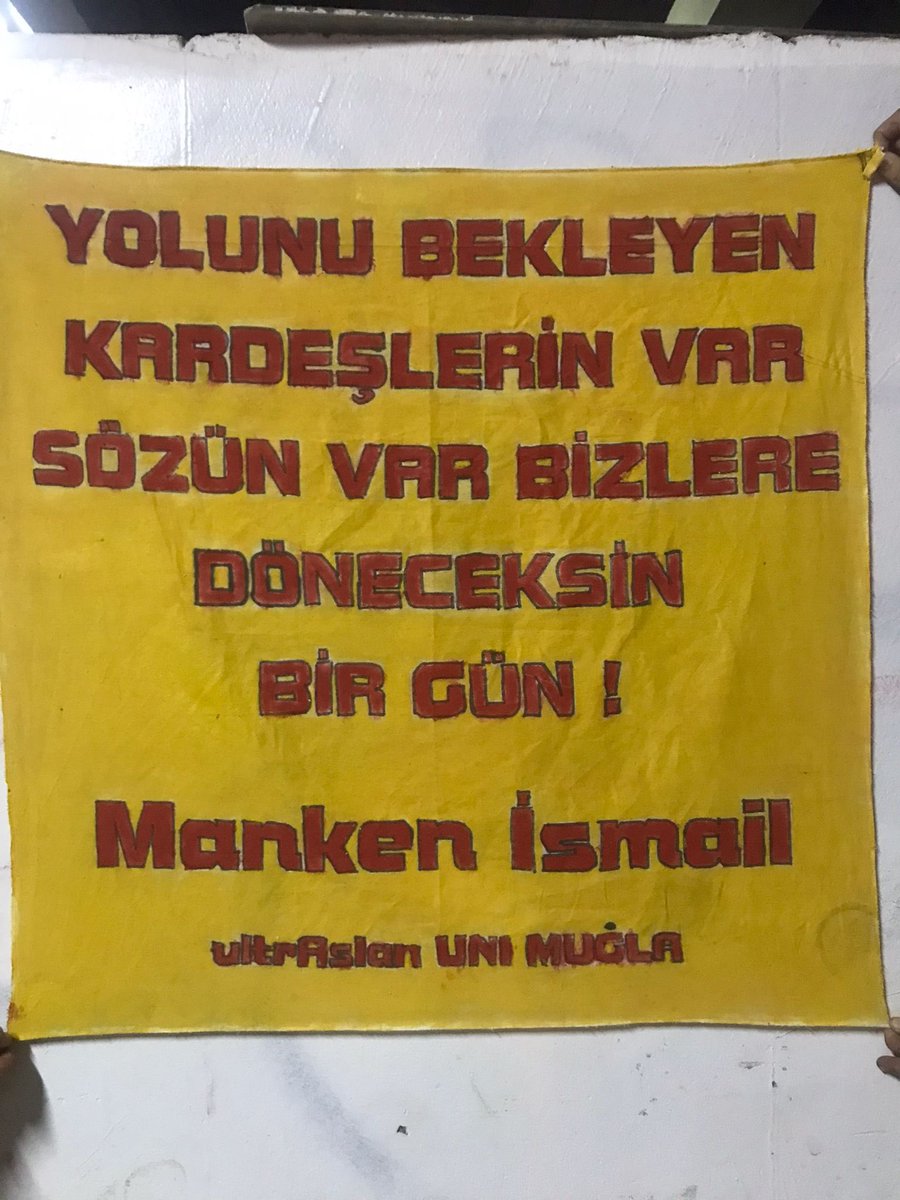 YOLUNU BEKLEYEN
KARDEŞLERİN VAR
SÖZÜN VAR BİZLERE
DÖNECEKSİN
BİR GÜN !
Manken İsmail
ultrAslan UNI MUĞLA